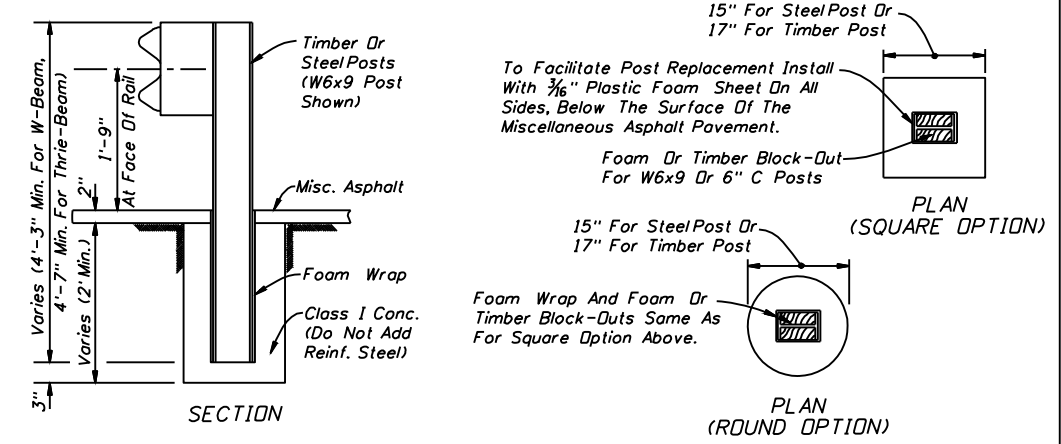 Varies (4'-3" Min. For W-Beam,
4'-7" Min. For Thrie-Beam)
Varies (2' Min.)
2"
1'-9"
At Face Of Rail
3"
Timber Or
Steel Posts
(W6x9 Post
Shown)
Misc. Asphalt
Foam Wrap
Class I Conc.
(Do Not Add
Reinf. Steel)
SECTION
15" For Steel Post Or
17" For Timber Post
To Facilitate Post Replacement Install
With 3/16" Plastic Foam Sheet On All
Sides, Below The Surface Of The
Miscellaneous Asphalt Pavement.
Foam Or Timber Block-Out
For W6x9 Or 6" C Posts
PLAN
(SQUARE OPTION)
15" For Steel Post Or
17" For Timber Post
Foam Wrap And Foam Or
Timber Block-Outs Same As
For Square Option Above.
PLAN
(ROUND OPTION)